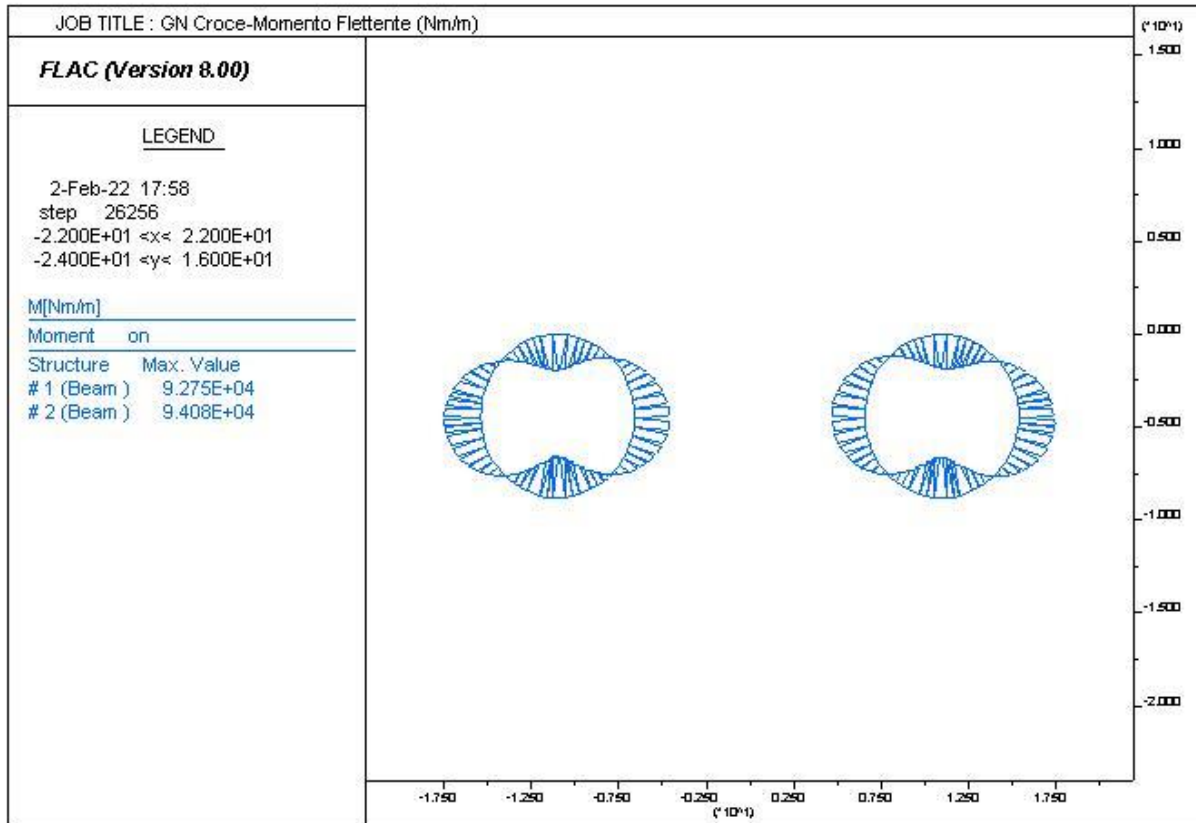 JOB TITLE : GN Croce-Momento Flettente (Nm/m)
FLAC (Version 8.00)
LEGEND
2-Feb-22 17:58
step 26256
-2.200E+01 <x< 2.200E+01
-2.400E+01 <y< 1.600E+01
M[Nm/m]
Moment on
Structure Max. Value
# 1 (Beam ) 9.275E+04
# 2 (Beam ) 9.408E+04
(*10^1)
1.500
1.000
0.500
0.000
-0.500
-1.000
-1.500
-2.000
-1.750 -1.250 -0.750 -0.250 0.250 0.750 1.250 1.750
(*10^1)